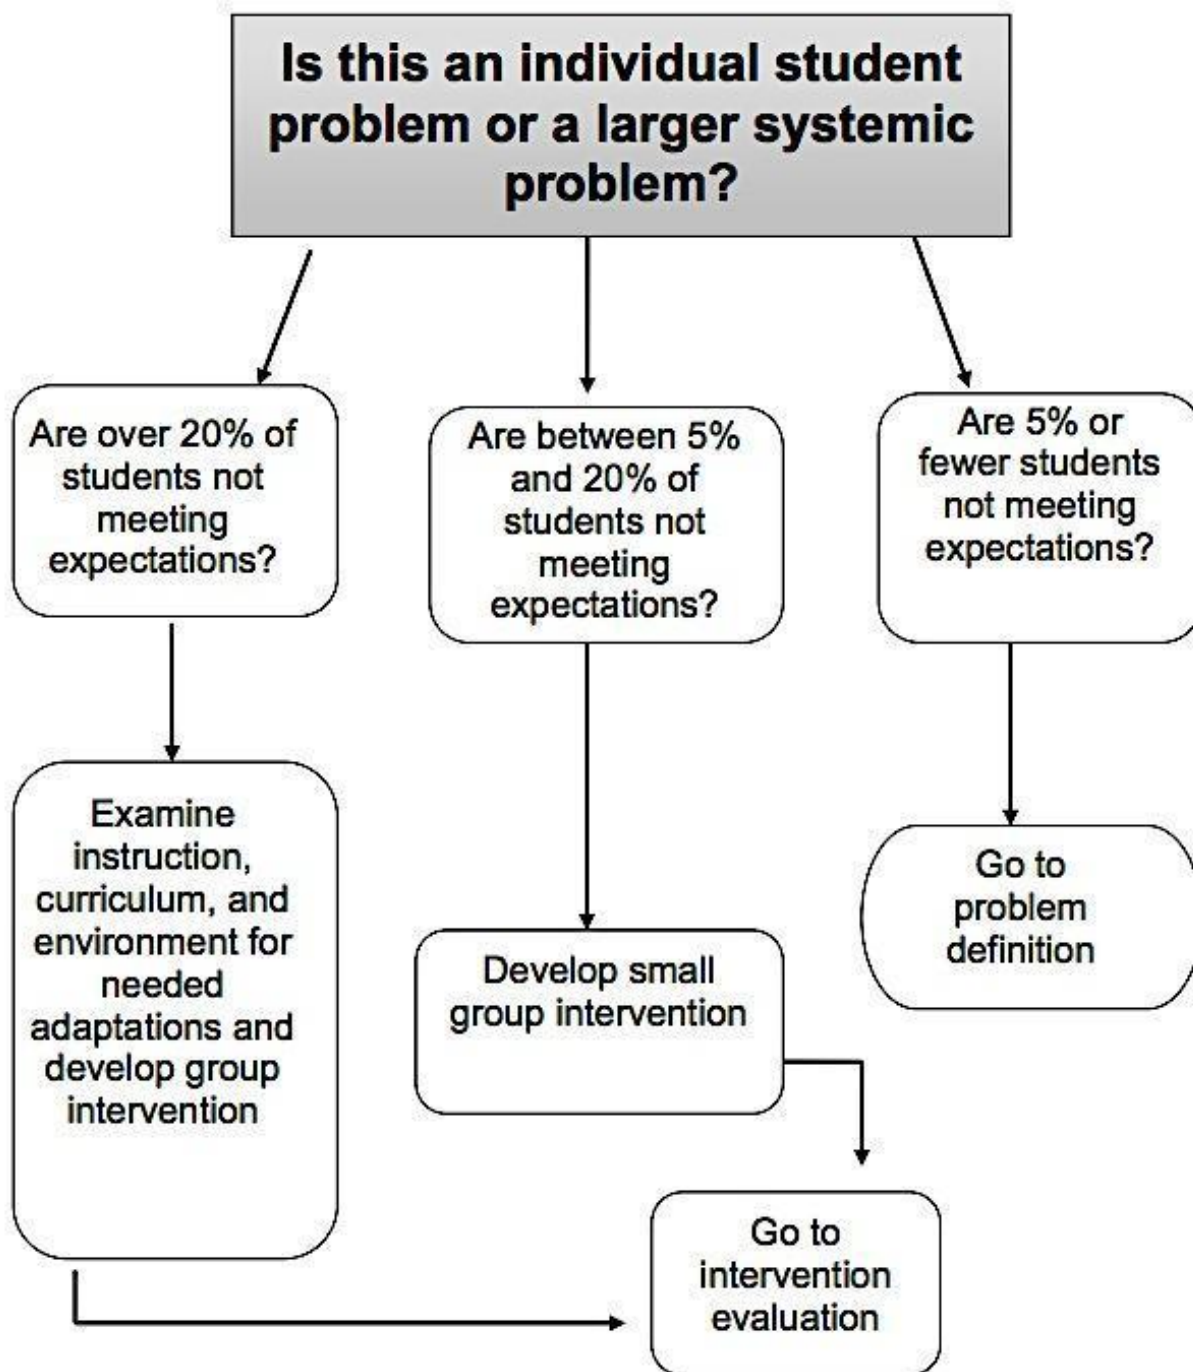 Is this an individual student
problem or a larger systemic
problem?
Are over 20% of
students not
meeting
expectations?
Are between 5%
and 20% of
students not
meeting
expectations?
Are 5% or
fewer students
not meeting
expectations?
Examine
instruction,
curriculum, and
environment for
needed
adaptations and
develop group
intervention
Develop small
group intervention
Go to
problem
definition
Go to
intervention
evaluation